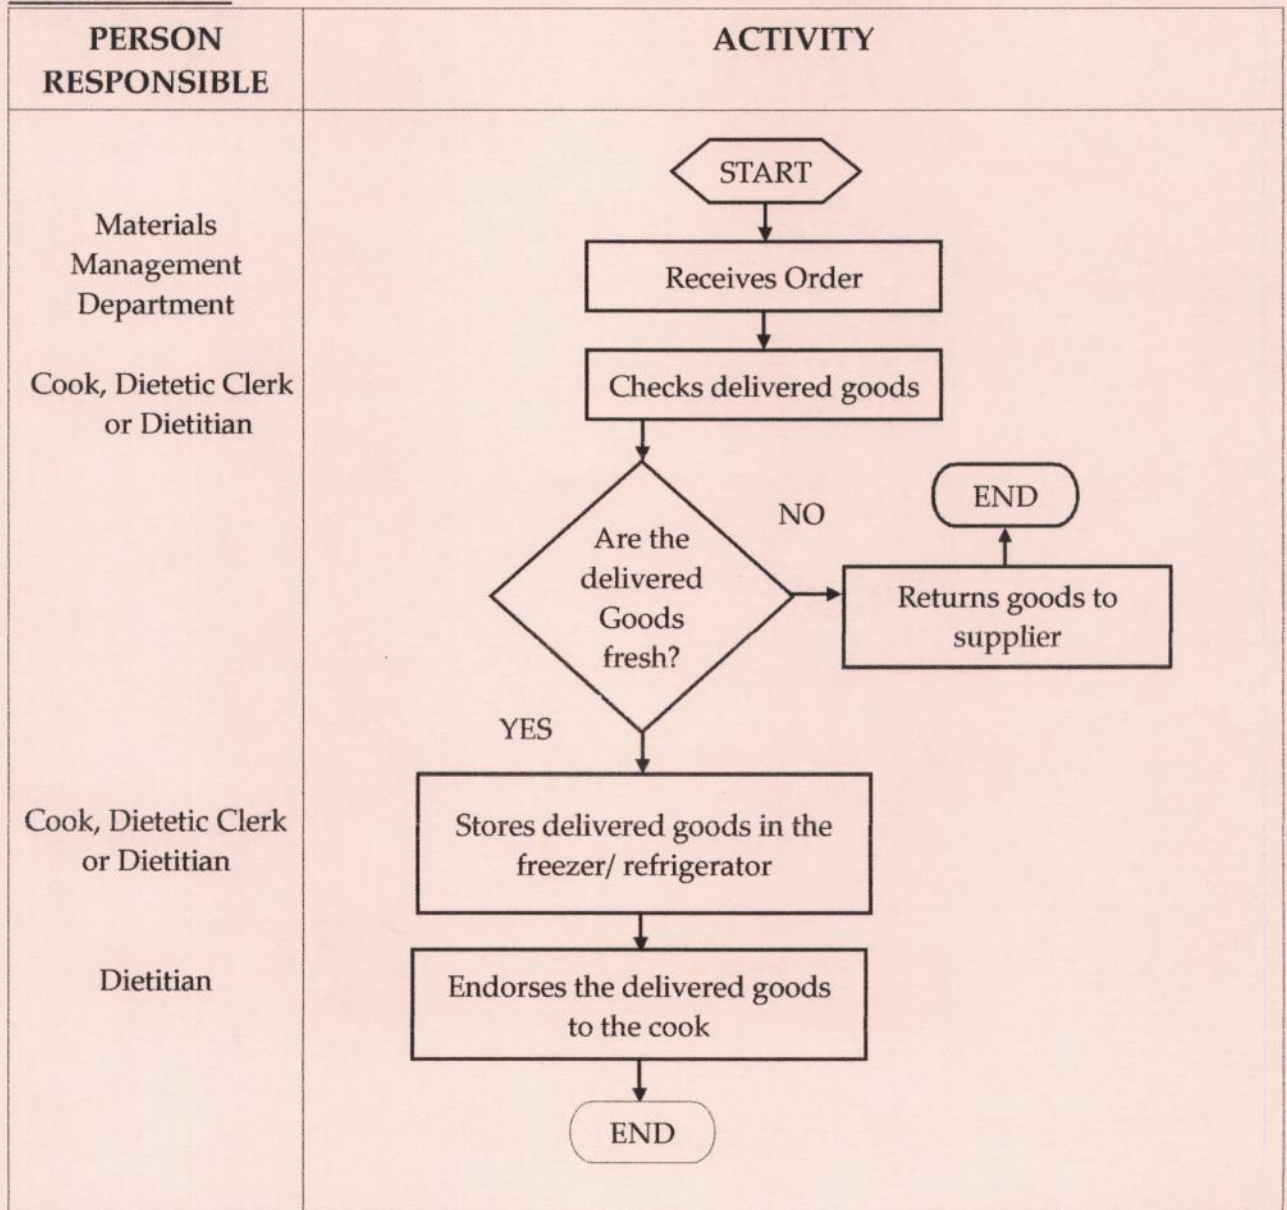 PERSON
RESPONSIBLE
ACTIVITY
START
Materials
Management
Department
Receives Order
Cook, Dietetic Clerk
or Dietitian
Checks delivered goods
Are the
delivered
Goods
fresh?
NO
END
Returns goods to
supplier
YES
Cook, Dietetic Clerk
or Dietitian
Stores delivered goods in the
freezer/ refrigerator
Dietitian
Endorses the delivered goods
to the cook
END